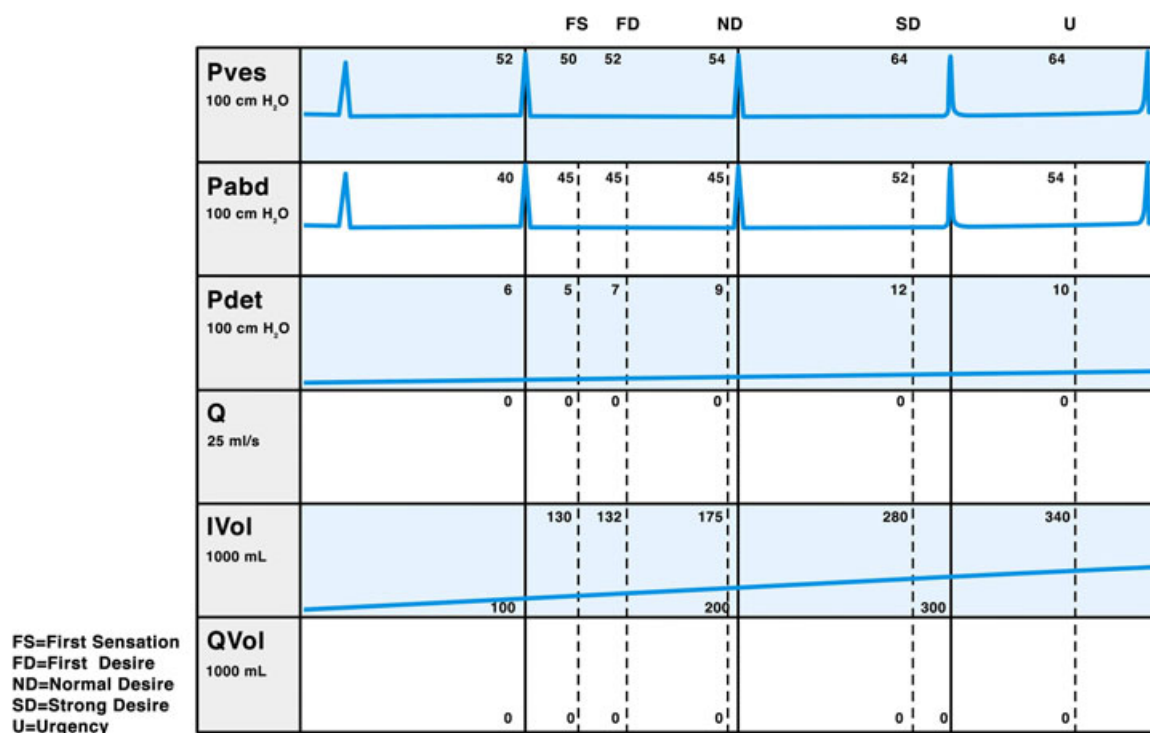 FS FD ND SD U
Pves
100 cm H₂O
52 50 52 54 64 64
Pabd
100 cm H₂O
40 45 45 45 52 54
Pdet
100 cm H₂O
6 5 7 9 12 10
Q
25 ml/s
0 0 0 0 0 0
IVol
1000 mL
130 132 175 280 340
100 200 300
QVol
1000 mL
0 0 0 0 0 0 0
FS=First Sensation
FD=First Desire
ND=Normal Desire
SD=Strong Desire
U=Urgency